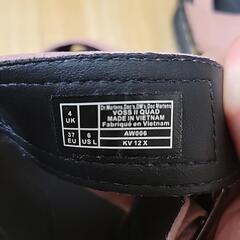 4 UK
37 EU
6 US L
Dr.Martens,Docs,DM's,Doc Martens
VOSS II QUAD
MADE IN VIETNAM
Fabriqué en Vietnam
AW006
KV 12 X